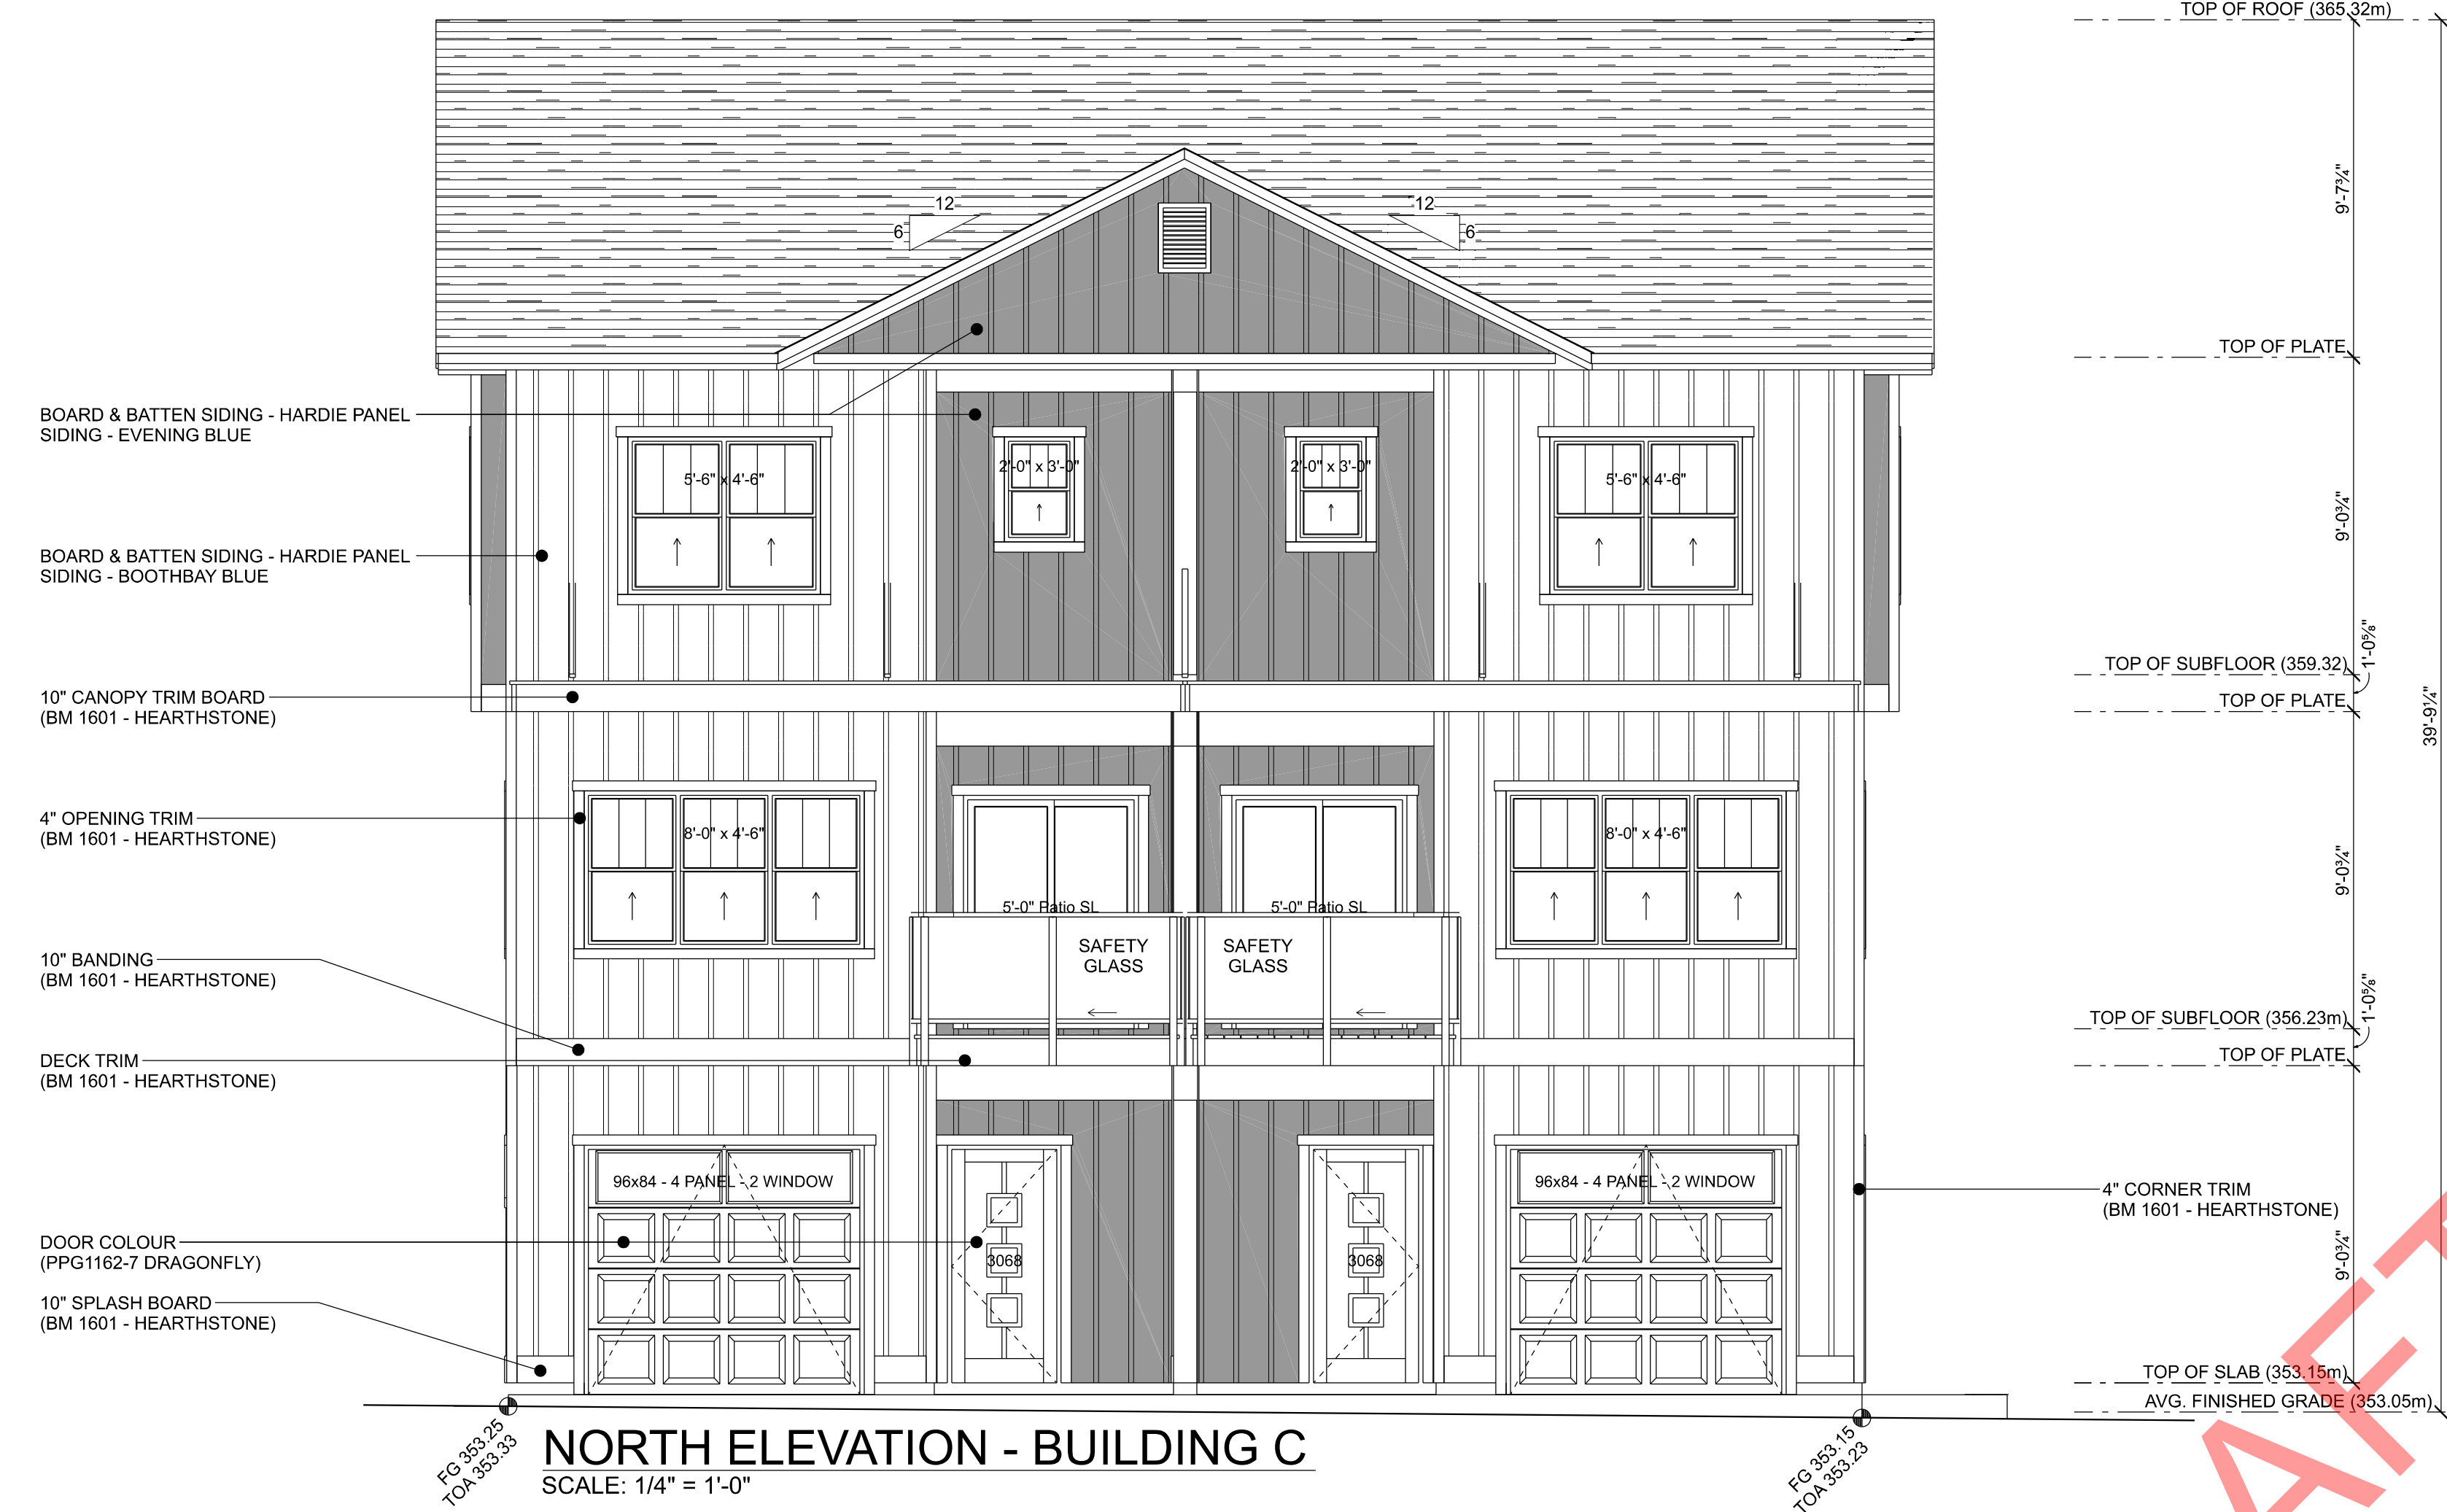 TOP OF ROOF (365.32m)
12
6
12
6
9'-7¾"
TOP OF PLATE
BOARD & BATTEN SIDING - HARDIE PANEL
SIDING - EVENING BLUE
5'-6" x 4'-6"
2'-0" x 3'-0"
2'-0" x 3'-0"
5'-6" x 4'-6"
9'-0¾"
BOARD & BATTEN SIDING - HARDIE PANEL
SIDING - BOOTHBAY BLUE
TOP OF SUBFLOOR (359.32)
1'-0⅝"
10" CANOPY TRIM BOARD
(BM 1601 - HEARTHSTONE)
TOP OF PLATE
39'-9¼"
4" OPENING TRIM
(BM 1601 - HEARTHSTONE)
8'-0" x 4'-6"
8'-0" x 4'-6"
9'-0¾"
5'-0" Patio SL
5'-0" Patio SL
SAFETY
GLASS
SAFETY
GLASS
10" BANDING
(BM 1601 - HEARTHSTONE)
TOP OF SUBFLOOR (356.23m)
1'-0⅝"
TOP OF PLATE
DECK TRIM
(BM 1601 - HEARTHSTONE)
96x84 - 4 PANEL - 2 WINDOW
96x84 - 4 PANEL - 2 WINDOW
4" CORNER TRIM
(BM 1601 - HEARTHSTONE)
DOOR COLOUR
(PPG1162-7 DRAGONFLY)
3068
3068
9'-0¾"
10" SPLASH BOARD
(BM 1601 - HEARTHSTONE)
TOP OF SLAB (353.15m)
AVG. FINISHED GRADE (353.05m)
FG 353.25
TOA 353.33
NORTH ELEVATION - BUILDING C
SCALE: 1/4" = 1'-0"
FG 353.15
TOA 353.23
AFT